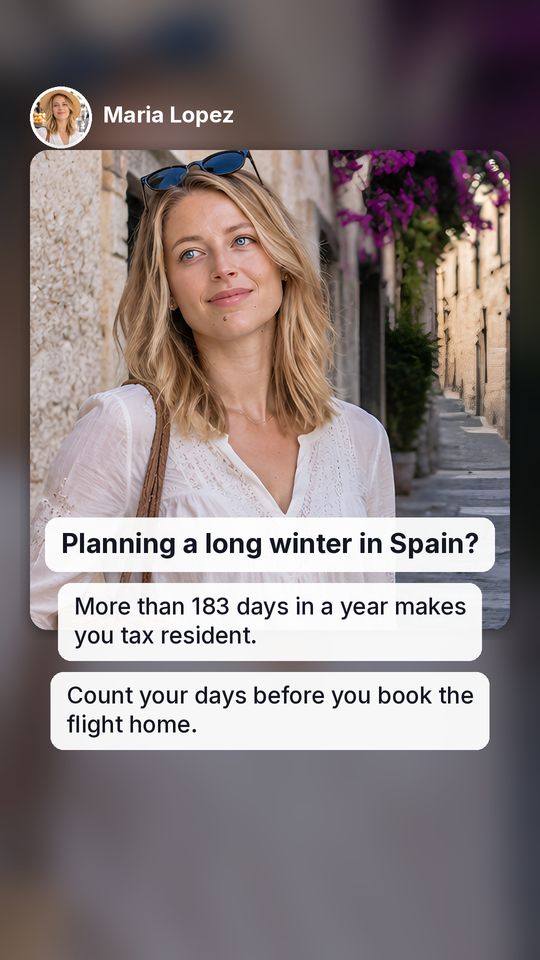 Maria Lopez
Planning a long winter in Spain?
More than 183 days in a year makes
you tax resident.
Count your days before you book the
flight home.